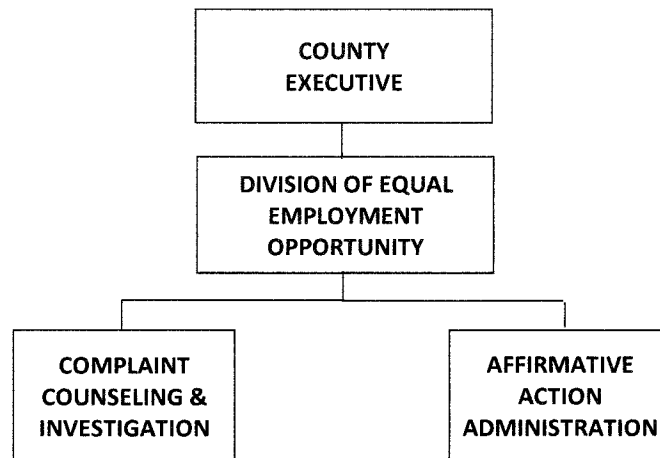 COUNTY
EXECUTIVE
DIVISION OF EQUAL
EMPLOYMENT
OPPORTUNITY
COMPLAINT
COUNSELING &
INVESTIGATION
AFFIRMATIVE
ACTION
ADMINISTRATION